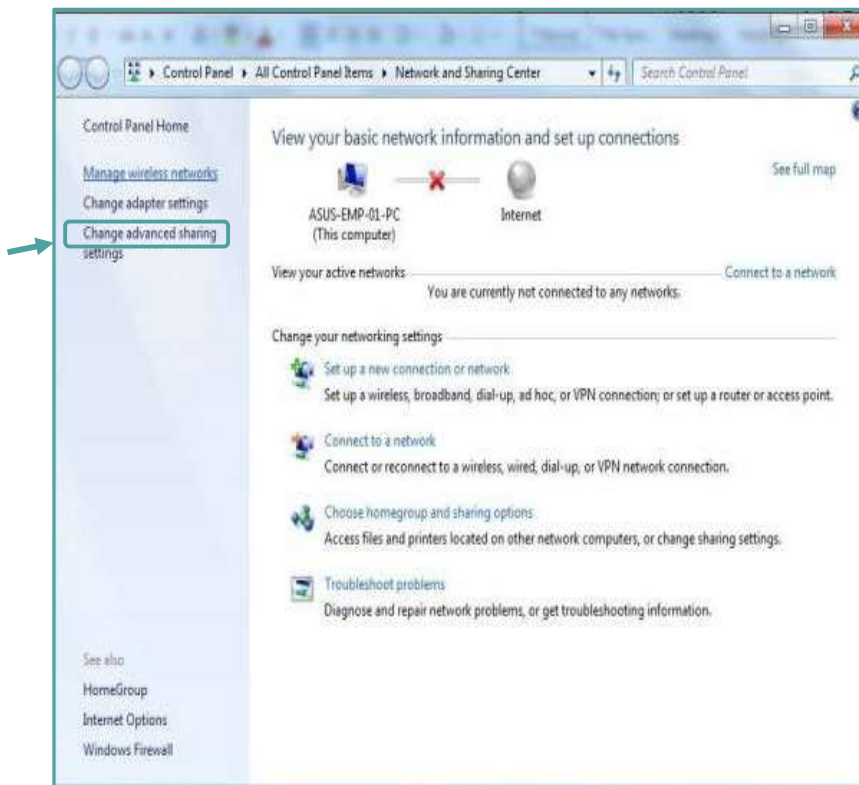 Control Panel ▸ All Control Panel Items ▸ Network and Sharing Center
Search Control Panel
Control Panel Home
Manage wireless networks
Change adapter settings
Change advanced sharing
settings
See also
HomeGroup
Internet Options
Windows Firewall
View your basic network information and set up connections
See full map
ASUS-EMP-01-PC
(This computer)
Internet
View your active networks
Connect to a network
You are currently not connected to any networks.
Change your networking settings
Set up a new connection or network
Set up a wireless, broadband, dial-up, ad hoc, or VPN connection; or set up a router or access point.
Connect to a network
Connect or reconnect to a wireless, wired, dial-up, or VPN network connection.
Choose homegroup and sharing options
Access files and printers located on other network computers, or change sharing settings.
Troubleshoot problems
Diagnose and repair network problems, or get troubleshooting information.